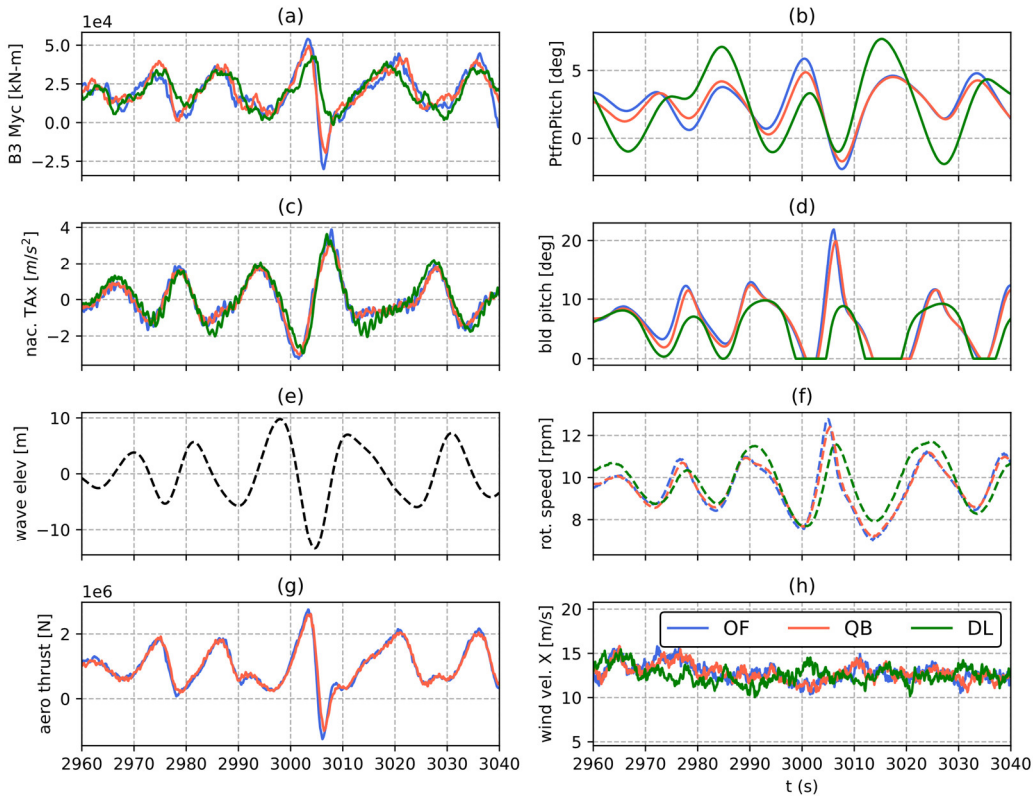 (a)
1e4
5.0
2.5
0.0
−2.5
B3 Myc [kN-m]
(b)
5
0
PtfmPitch [deg]
(c)
4
2
0
−2
nac. TAx [m/s²]
(d)
20
10
0
bld pitch [deg]
(e)
10
0
−10
wave elev [m]
(f)
12
10
8
rot. speed [rpm]
(g)
1e6
2
0
aero thrust [N]
2960 2970 2980 2990 3000 3010 3020 3030 3040
(h)
20
15
10
5
wind vel. X [m/s]
OF QB DL
2960 2970 2980 2990 3000 3010 3020 3030 3040
t (s)